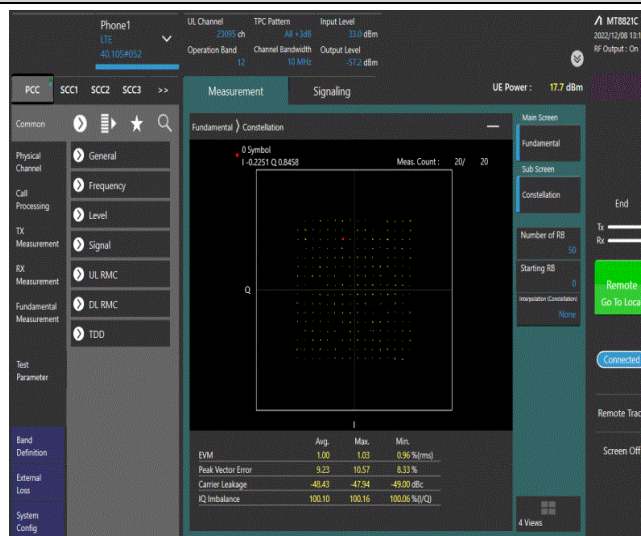 Phone1
LTE
40.10S#052
UL Channel TPC Pattern Input Level
23095 ch All +3dB 33.0 dBm
Operation Band Channel Bandwidth Output Level
12 10 MHz -57.2 dBm
MT8821C
2022/12/08 13:1
RF Output : On
PCC SCC1 SCC2 SCC3 >>
Measurement Signaling UE Power : 17.7 dBm
Common
Physical
Channel
Call
Processing
TX
Measurement
RX
Measurement
Fundamental
Measurement
Test
Parameter
Band
Definition
External
Loss
System
Config
General
Frequency
Level
Signal
UL RMC
DL RMC
TDD
Fundamental Constellation
0 Symbol
I -0.2251 Q 0.8458 Meas. Count : 20/ 20
Q
I
Avg. Max. Min.
EVM 1.00 1.03 0.96 %(rms)
Peak Vector Error 9.23 10.57 8.33 %
Carrier Leakage -48.43 -47.94 -49.00 dBc
IQ Imbalance 100.10 100.16 100.06 %(I/Q)
Main Screen
Fundamental
Sub Screen
Constellation
Number of RB
50
Starting RB
0
Interpolation (Constellation)
None
4 Views
End
Tx
Rx
Remote
Go To Loca
Connected
Remote Trac
Screen Off